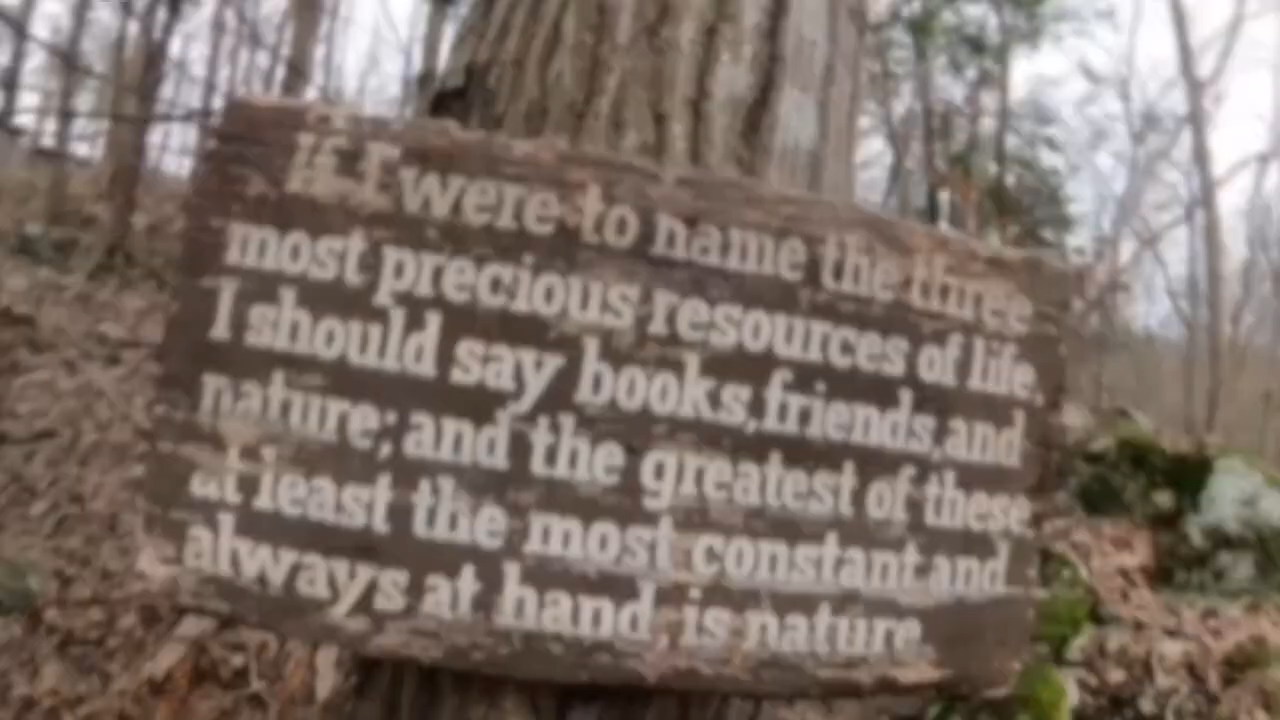 If I were to name the three
most precious resources of life,
I should say books, friends, and
nature; and the greatest of these
at least the most constant and
always at hand, is nature.